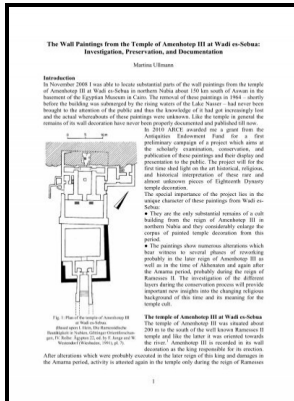 The Wall Paintings from the Temple of Amenhotep III at Wadi es-Sebua:
Investigation, Preservation, and Documentation
Martina Ullmann
Introduction
In November 2008 I was able to locate substantial parts of the wall paintings from the temple
of Amenhotep III at Wadi es-Sebua in northern Nubia about 150 km south of Aswan in the
basement of the Egyptian Museum in Cairo. The removal of these paintings in 1964 – shortly
before the building was submerged by the rising waters of the Lake Nasser – had never been
brought to the attention of the public and thus the knowledge of it had got increasingly lost
and the actual whereabouts of these paintings were unknown. Like the temple in general the
remains of its wall decoration have never been properly documented and published till now.
In 2010 ARCE awarded me a grant from the
Antiquities Endowment Fund for a first
preliminary campaign of a project which aims at
the scholarly examination, conservation, and
publication of these paintings and their display and
presentation to the public. The project will for the
first time shed light on the art historical, religious,
and historical interpretation of these rare and
almost unknown pieces of Eighteenth Dynasty
temple decoration.
The special importance of the project lies in the
unique character of these paintings from Wadi es-
Sebua:
● They are the only substantial remains of a cult
building from the reign of Amenhotep III in
northern Nubia and they considerably enlarge the
corpus of painted temple decoration from this
period.
● The paintings show numerous alterations which
bear witness to several phases of reworking
probably in the later reign of Amenhotep III as
well as in the time of Akhenaten and again after
the Amarna period, probably during the reign of
Ramesses II. The investigation of the different
layers during the conservation process will provide
important new insights into the changing religious
background of this time and its meaning for the
temple cult.
Fig. 1: Plan of the temple of Amenhotep III
at Wadi es-Sebua
The temple of Amenhotep III at Wadi es-Sebua
The temple of Amenhotep III was situated about
200 m to the south of the well known Ramesses II
temple and like the latter it was oriented towards
the river. Amenhotep III is recorded in its wall
decoration as the king responsible for its erection.
After alterations which were probably executed in the later reign of this king and damages in
the Amarna period, activity is attested again in the temple only during the reign of Ramesses
1